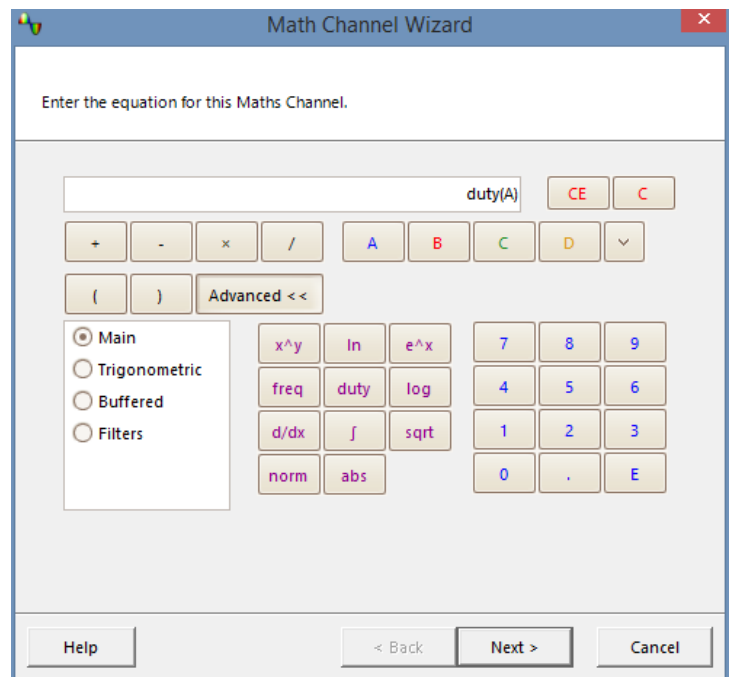 Math Channel Wizard ×
Enter the equation for this Maths Channel.
duty(A) CE C
+ - × / A B C D
( ) Advanced <<
Main x^y ln e^x 7 8 9
Trigonometric
Buffered freq duty log 4 5 6
Filters d/dx ∫ sqrt 1 2 3
norm abs 0 . E
Help < Back Next > Cancel